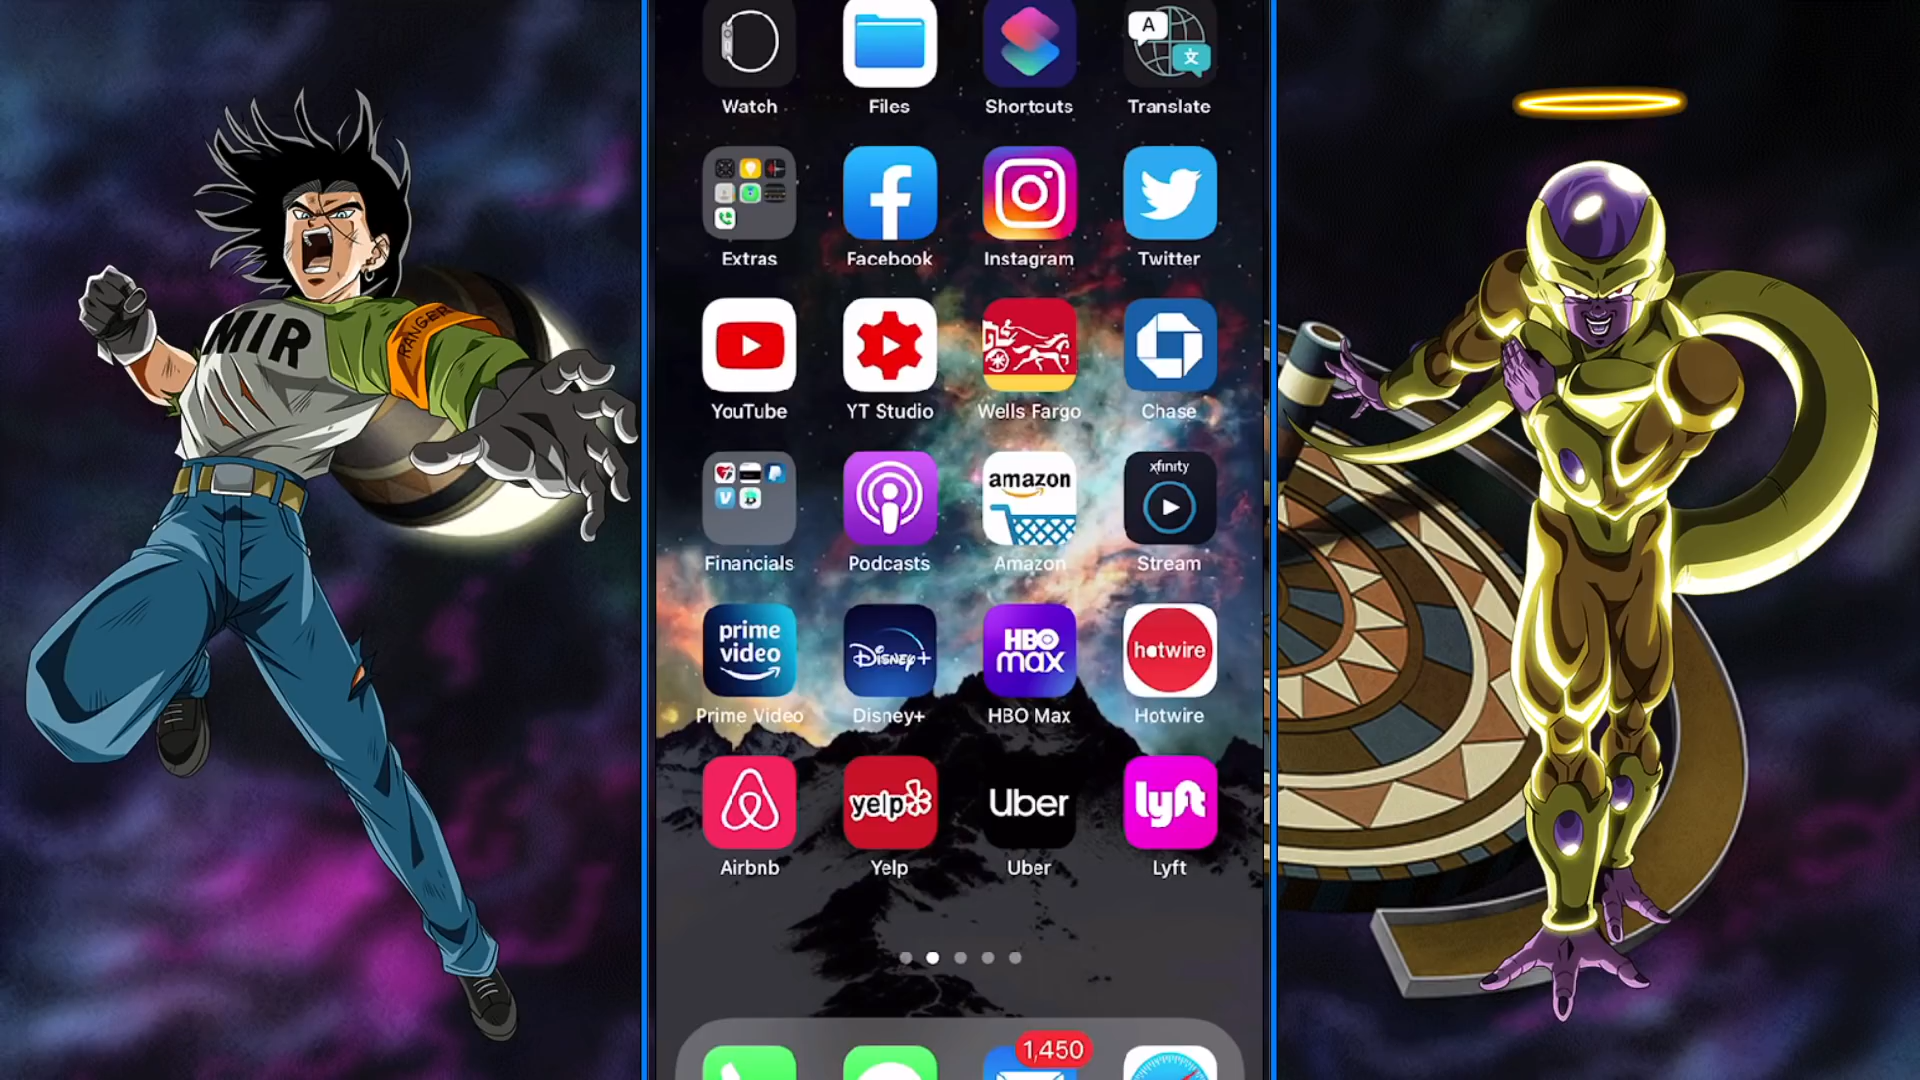 A
文
Watch Files Shortcuts Translate
Extras Facebook Instagram Twitter
YouTube YT Studio Wells Fargo Chase
amazon
xfinity
Financials Podcasts Amazon Stream
prime
video
Disney+
HBO
max
hotwire
Prime Video Disney+ HBO Max Hotwire
yelp
Uber
lyft
Airbnb Yelp Uber Lyft
1,450
MIR
RANGER